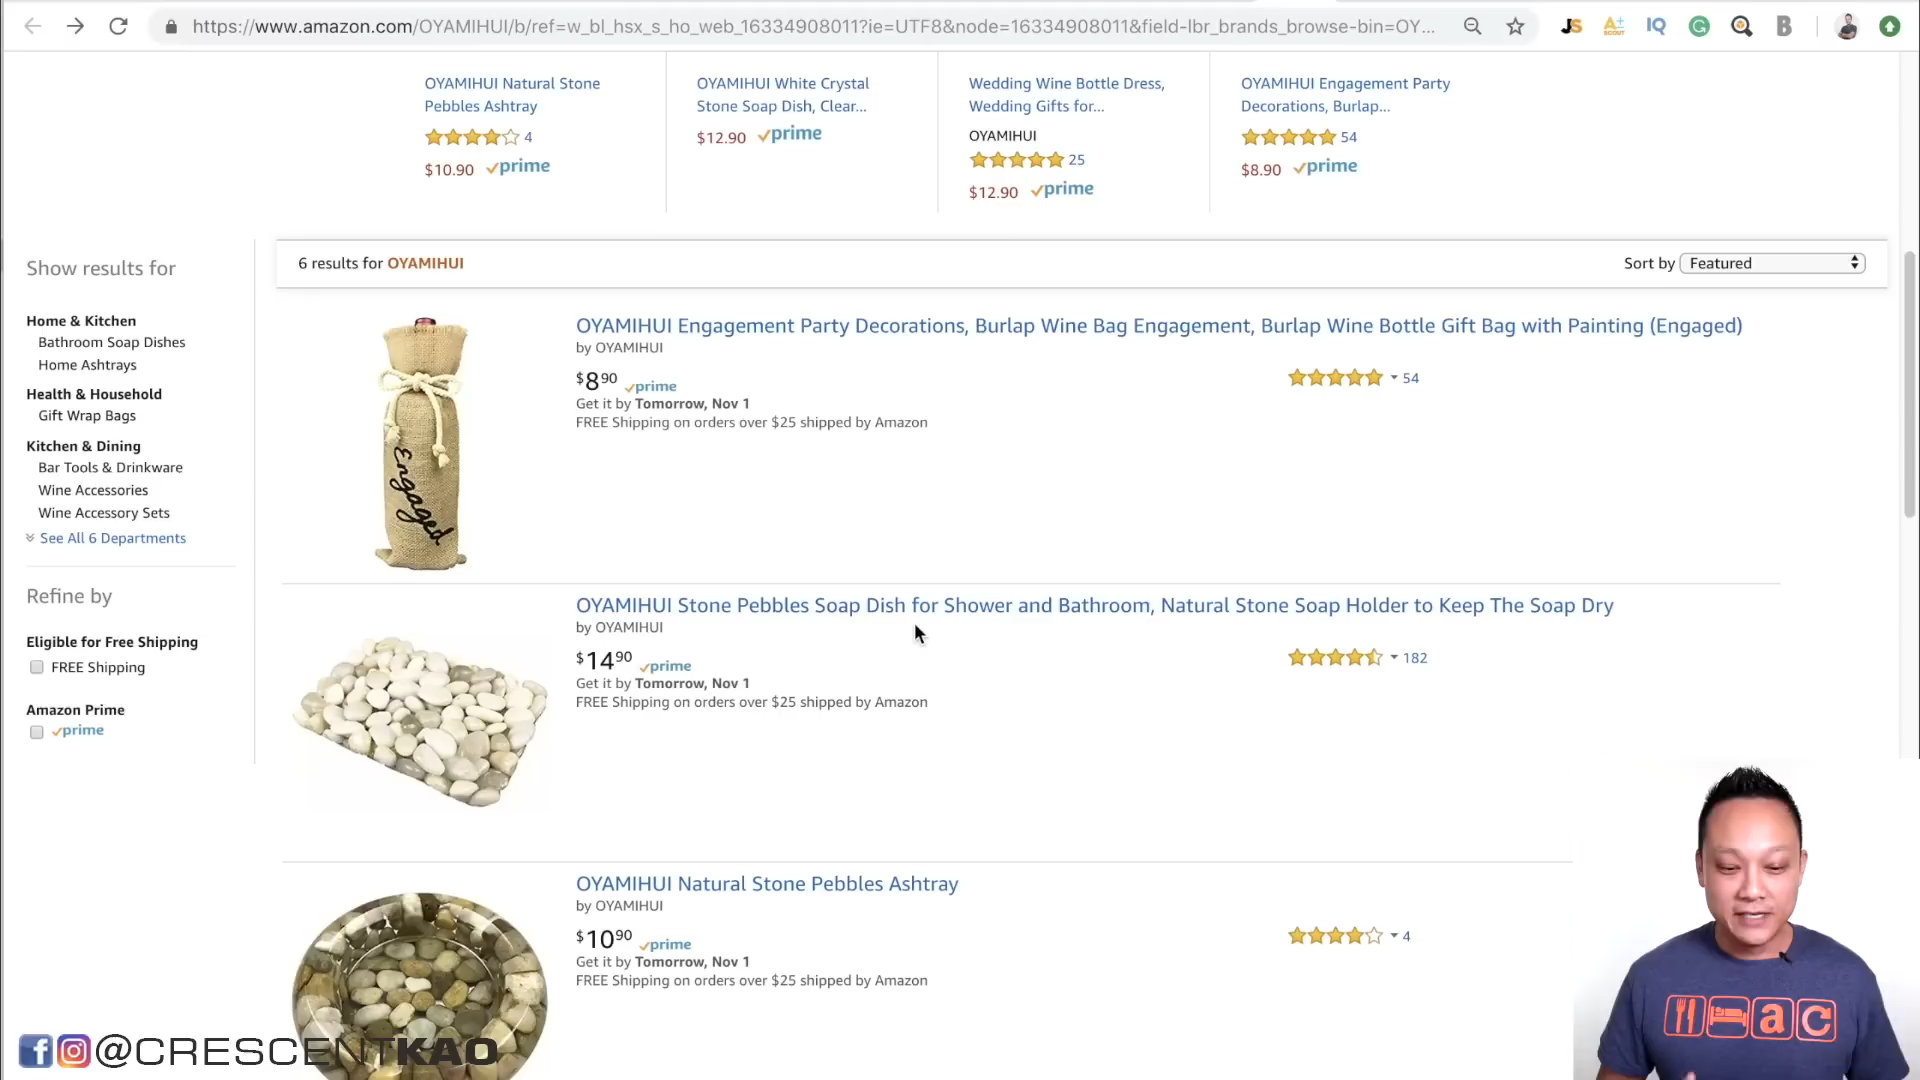 https://www.amazon.com/OYAMIHUI/b/ref=w_bl_hsx_s_ho_web_16334908011?ie=UTF8&node=16334908011&field-lbr_brands_browse-bin=OY...
OYAMIHUI Natural Stone
Pebbles Ashtray
4
$10.90 prime
OYAMIHUI White Crystal
Stone Soap Dish, Clear...
$12.90 prime
Wedding Wine Bottle Dress,
Wedding Gifts for...
OYAMIHUI
25
$12.90 prime
OYAMIHUI Engagement Party
Decorations, Burlap...
54
$8.90 prime
Show results for
Home & Kitchen
Bathroom Soap Dishes
Home Ashtrays
Health & Household
Gift Wrap Bags
Kitchen & Dining
Bar Tools & Drinkware
Wine Accessories
Wine Accessory Sets
See All 6 Departments
Refine by
Eligible for Free Shipping
FREE Shipping
Amazon Prime
prime
6 results for OYAMIHUI
Sort by Featured
OYAMIHUI Engagement Party Decorations, Burlap Wine Bag Engagement, Burlap Wine Bottle Gift Bag with Painting (Engaged)
by OYAMIHUI
$8 90 prime
54
Get it by Tomorrow, Nov 1
FREE Shipping on orders over $25 shipped by Amazon
Engaged
OYAMIHUI Stone Pebbles Soap Dish for Shower and Bathroom, Natural Stone Soap Holder to Keep The Soap Dry
by OYAMIHUI
$14 90 prime
182
Get it by Tomorrow, Nov 1
FREE Shipping on orders over $25 shipped by Amazon
OYAMIHUI Natural Stone Pebbles Ashtray
by OYAMIHUI
$10 90 prime
4
Get it by Tomorrow, Nov 1
FREE Shipping on orders over $25 shipped by Amazon
@CRESCENTKAO
a c
JS
A+
SCOUT
IQ
B